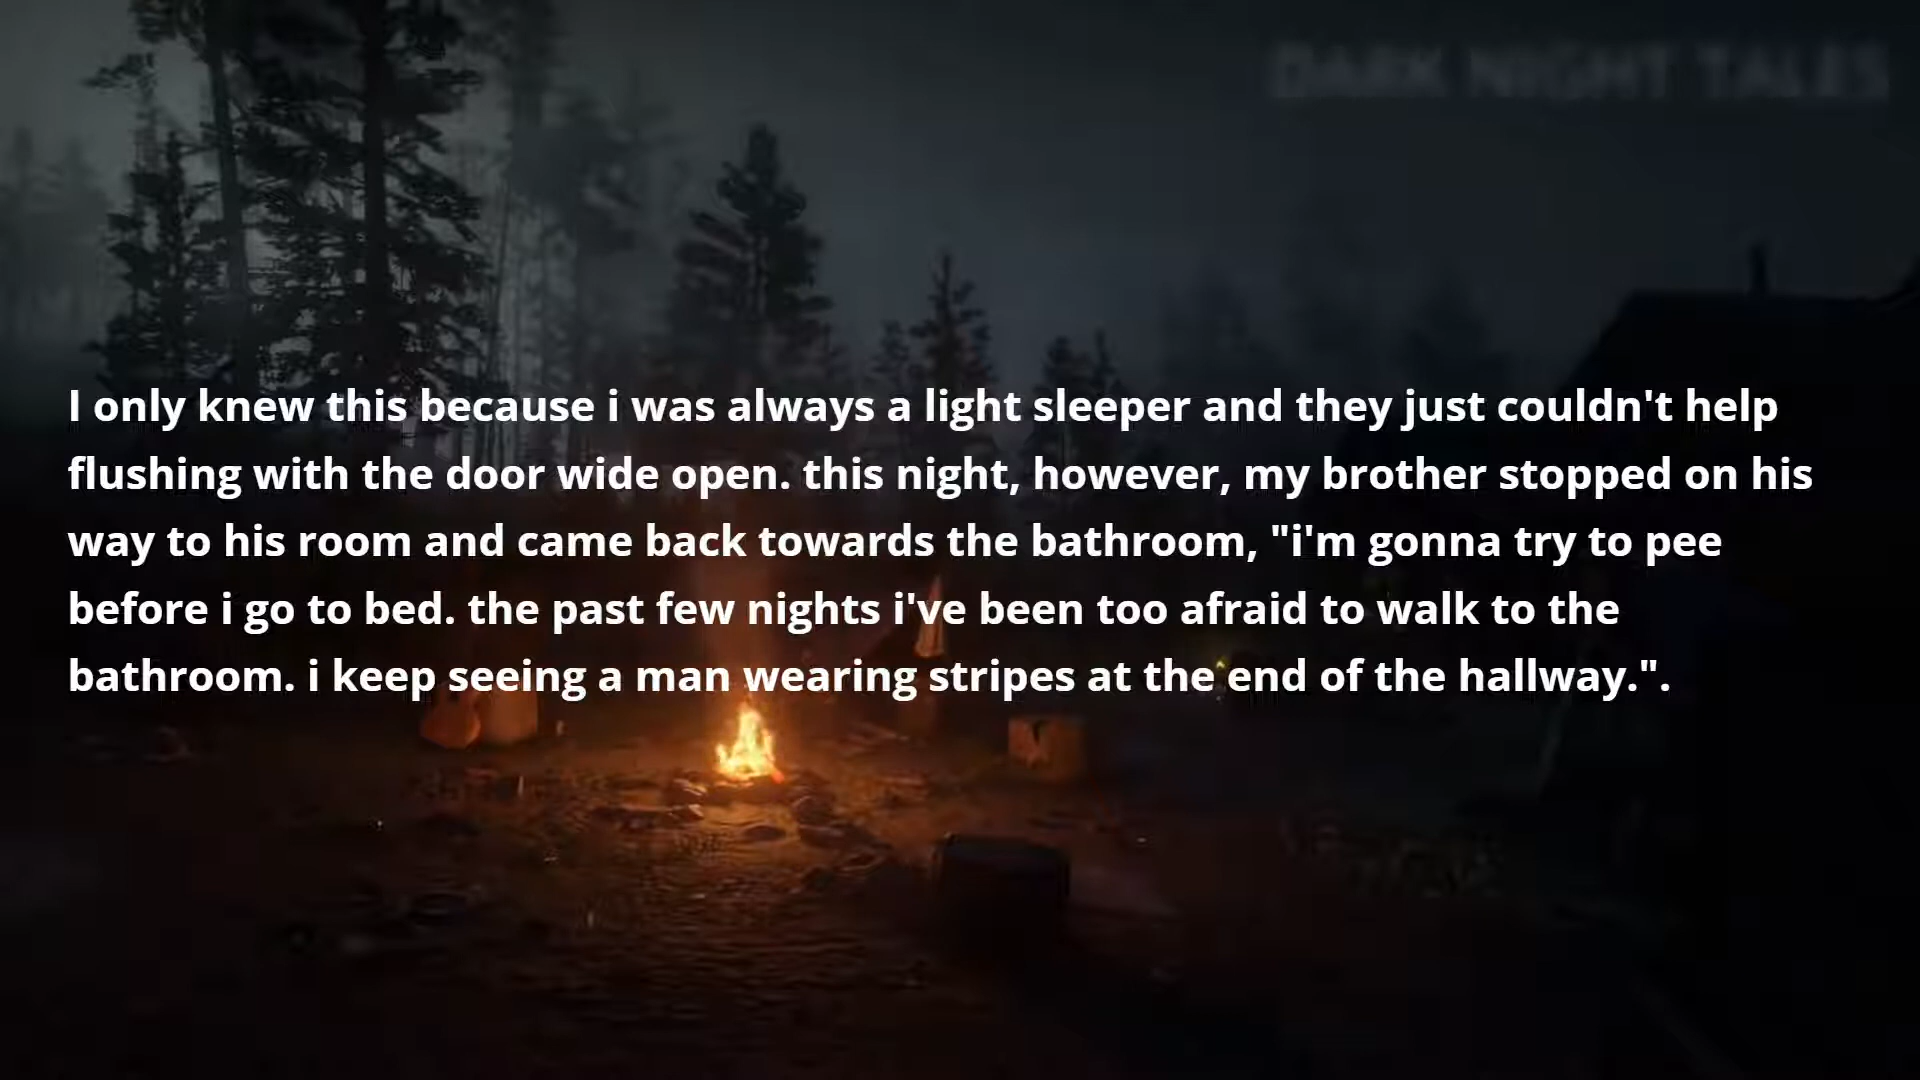 DARK NIGHT TALES
I only knew this because i was always a light sleeper and they just couldn't help
flushing with the door wide open. this night, however, my brother stopped on his
way to his room and came back towards the bathroom, "i'm gonna try to pee
before i go to bed. the past few nights i've been too afraid to walk to the
bathroom. i keep seeing a man wearing stripes at the end of the hallway.".